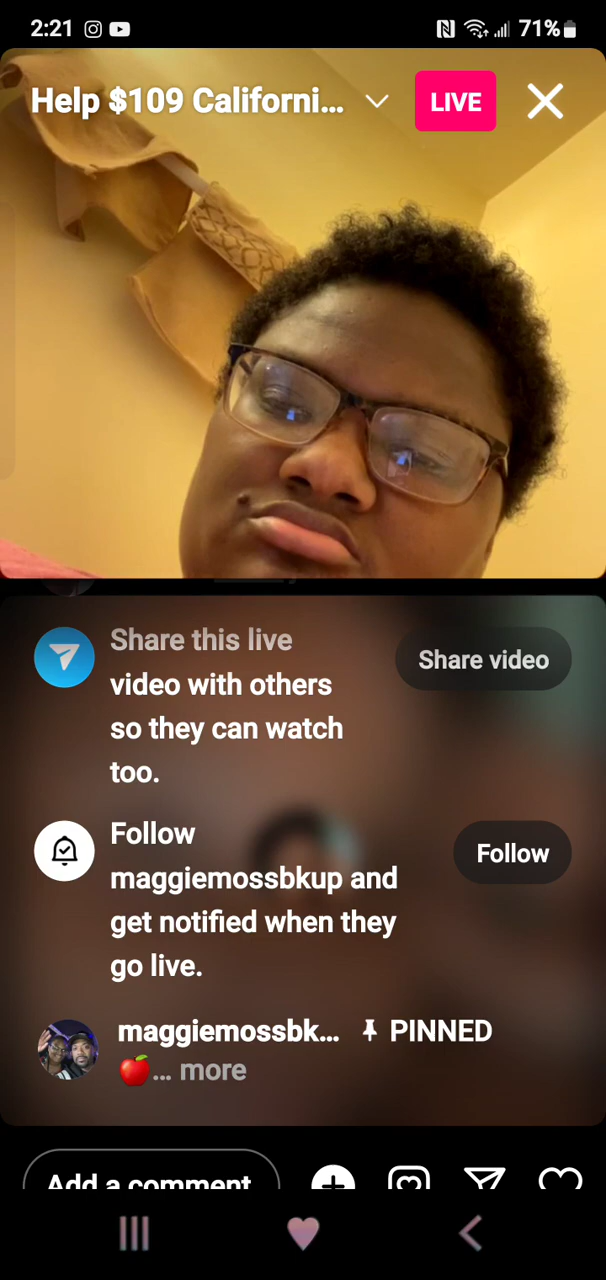 2:21 71%
Help $109 Californi... LIVE
Share this live
video with others
so they can watch
too.
Share video
Follow
maggiemossbkup and
get notified when they
go live.
Follow
maggiemossbk... PINNED
🍎... more
Add a comment